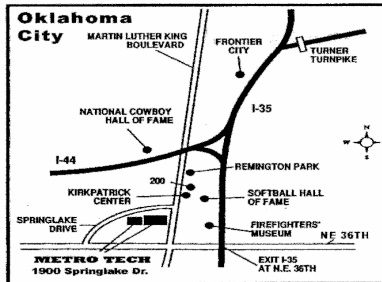 Oklahoma
City
MARTIN LUTHER KING
BOULEVARD
FRONTIER
CITY
TURNER
TURNPIKE
I-35
NATIONAL COWBOY
HALL OF FAME
I-44
W
N
E
S
REMINGTON PARK
200
KIRKPATRICK
CENTER
SOFTBALL HALL
OF FAME
SPRINGLAKE
DRIVE
FIREFIGHTERS'
MUSEUM
N.E. 36TH
METRO TECH
1900 Springlake Dr.
EXIT I-35
AT N.E. 36TH